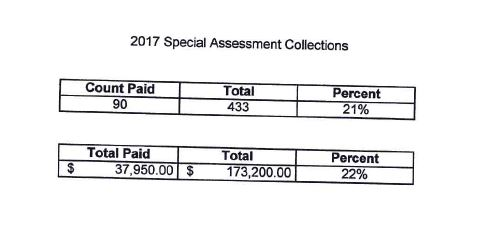 2017 Special Assessment Collections
Count Paid Total Percent
90 433 21%
Total Paid Total Percent
$ 37,950.00 $ 173,200.00 22%